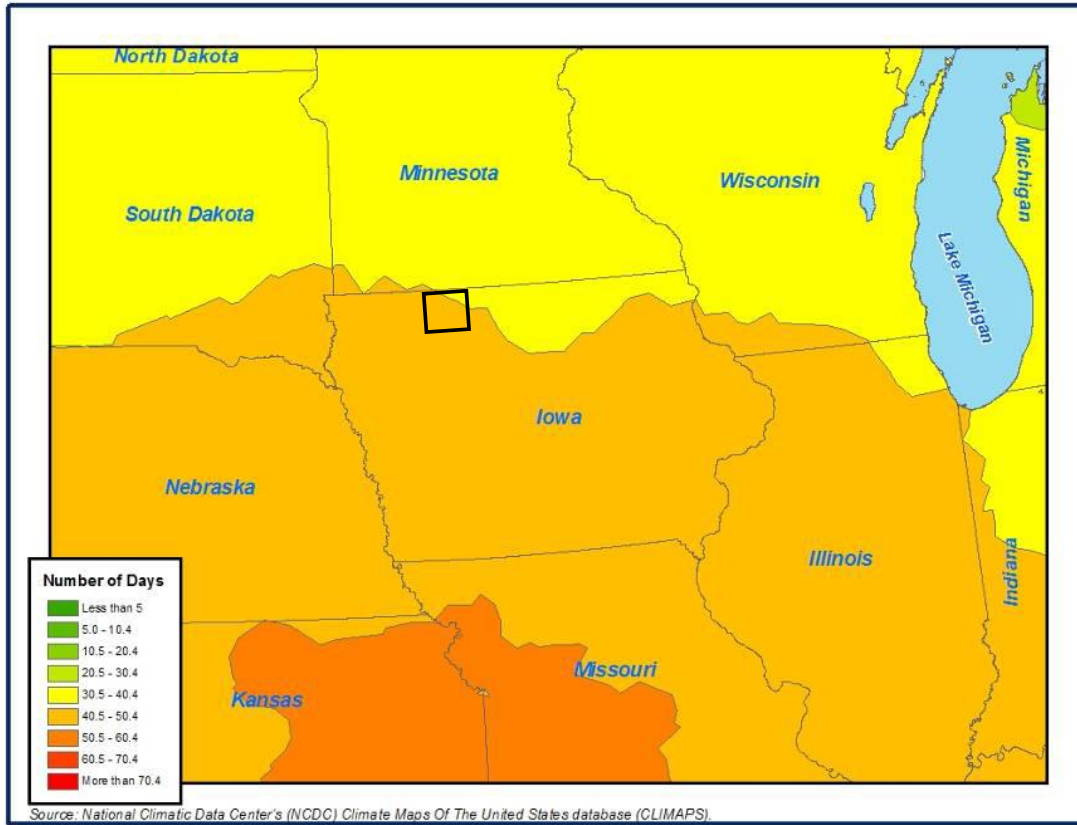 North Dakota
Minnesota
Wisconsin
Michigan
South Dakota
Lake Michigan
Iowa
Nebraska
Illinois
Indiana
Missouri
Kansas
Number of Days
Less than 5
5.0 - 10.4
10.5 - 20.4
20.5 - 30.4
30.5 - 40.4
40.5 - 50.4
50.5 - 60.4
60.5 - 70.4
More than 70.4
Source: National Climatic Data Center's (NCDC) Climate Maps Of The United States database (CLIMAPS).